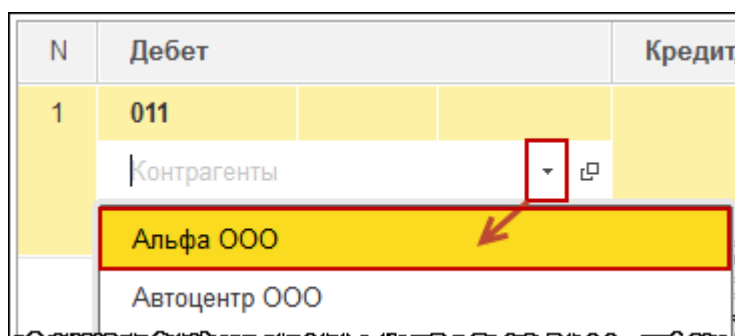 N Дебет Кредит
1 011
Контрагенты
Альфа ООО
Автоцентр ООО